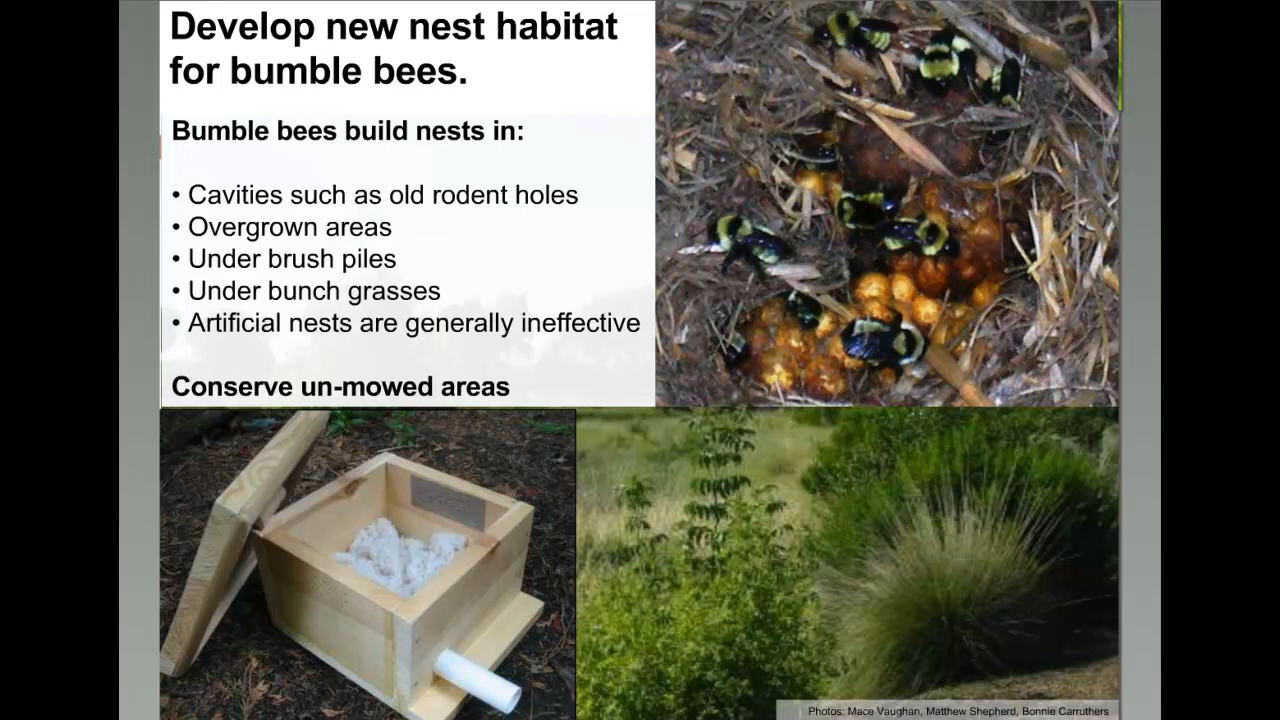 Develop new nest habitat
for bumble bees.
Bumble bees build nests in:
• Cavities such as old rodent holes
• Overgrown areas
• Under brush piles
• Under bunch grasses
• Artificial nests are generally ineffective
Conserve un-mowed areas
Photos: Mace Vaughan, Matthew Shepherd, Bonnie Carruthers